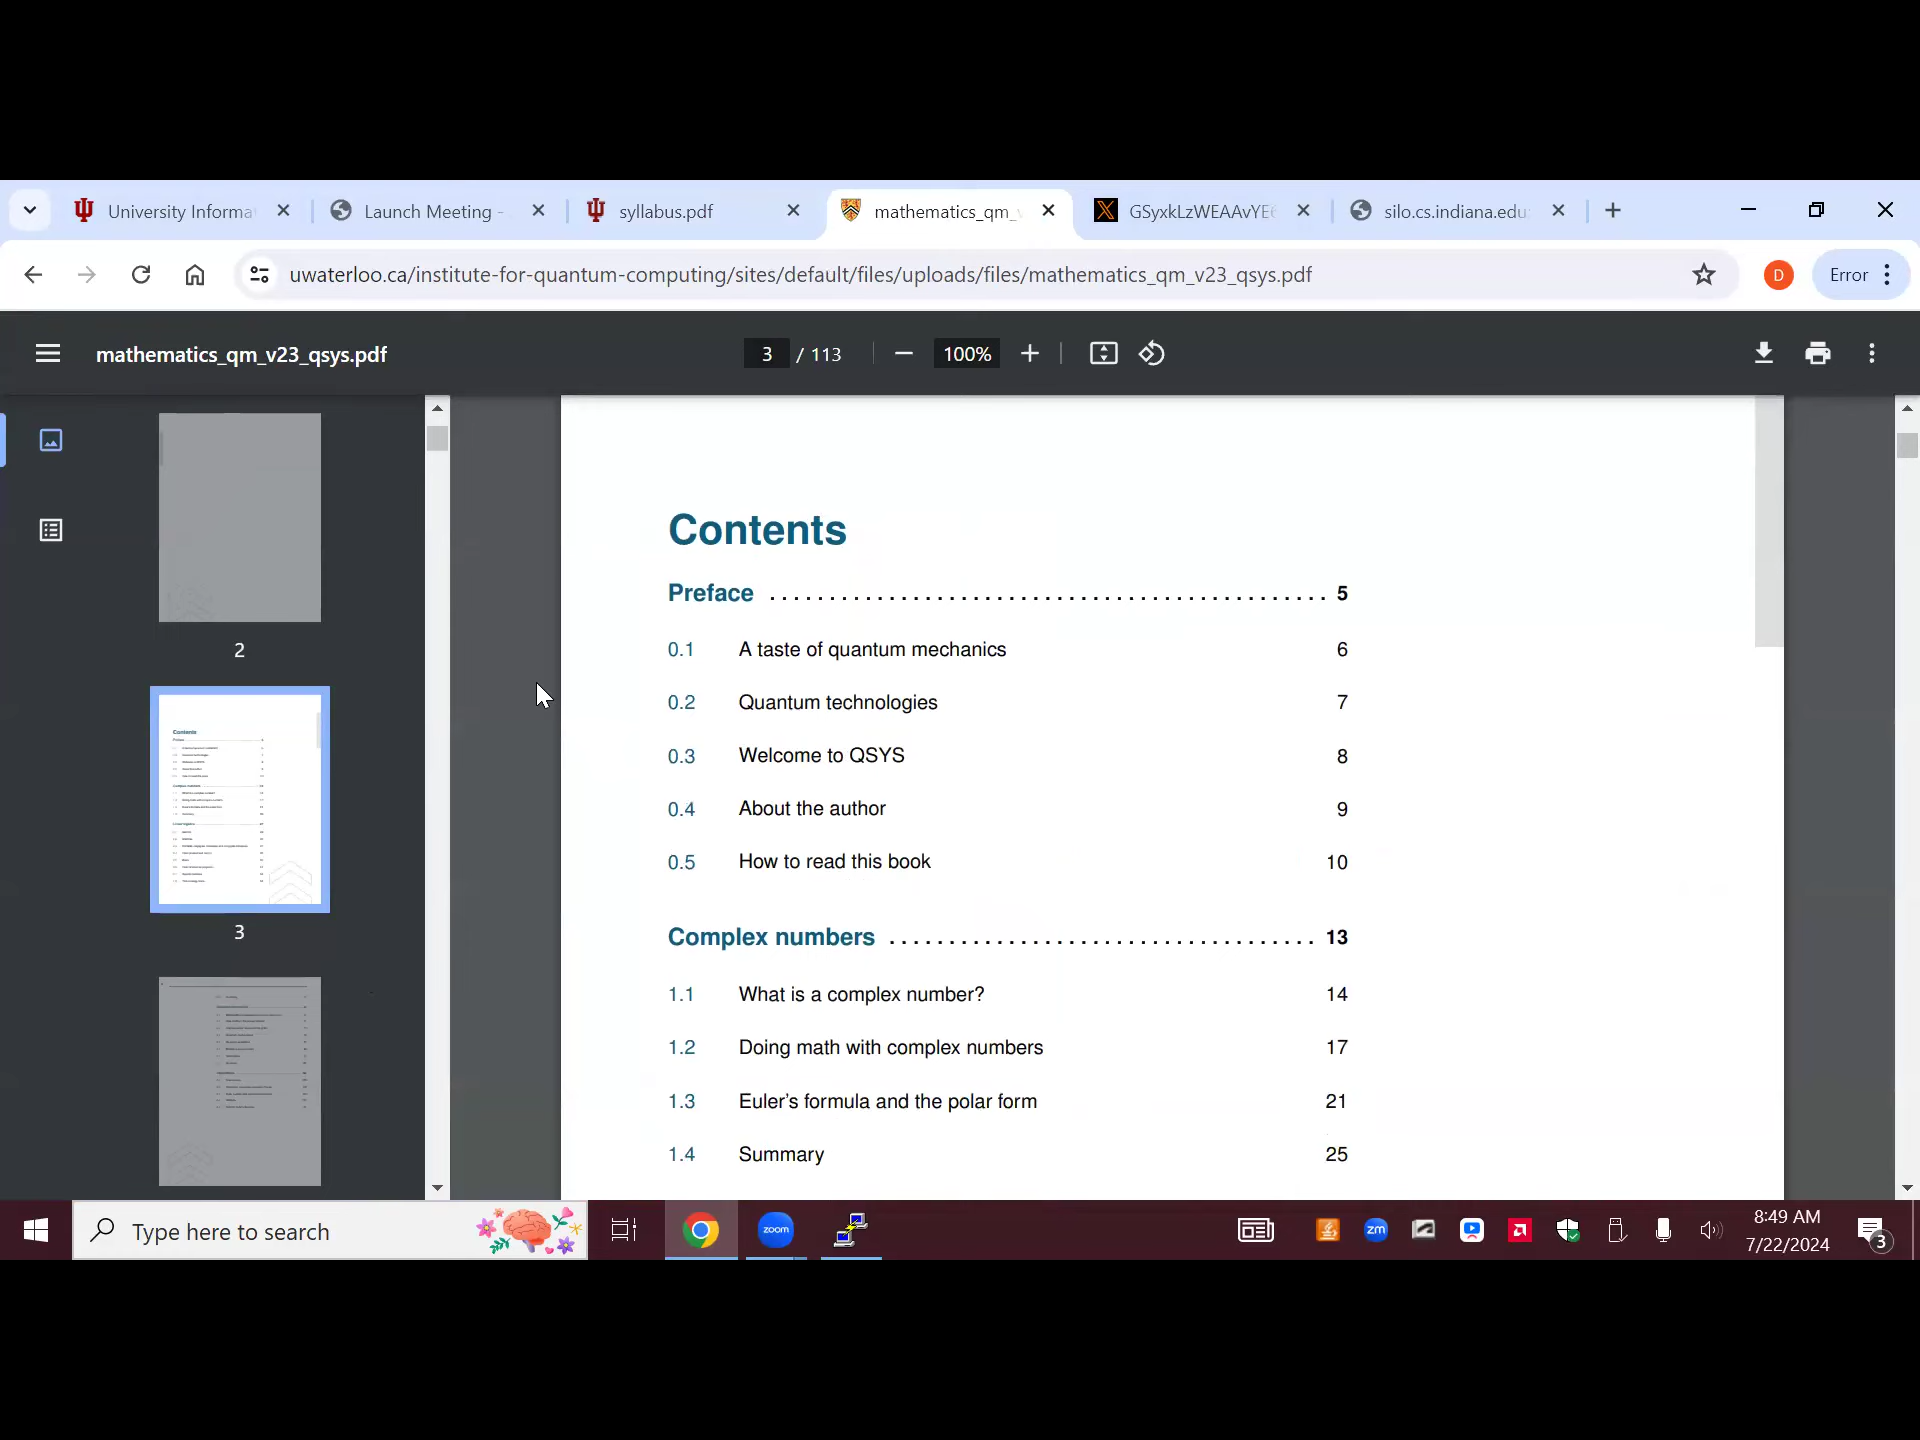 University Informa
Launch Meeting -
syllabus.pdf
mathematics_qm_v
GSyxkLzWEAAvYE6
silo.cs.indiana.edu
uwaterloo.ca/institute-for-quantum-computing/sites/default/files/uploads/files/mathematics_qm_v23_qsys.pdf
D
Error
mathematics_qm_v23_qsys.pdf
3 / 113
100%
2
3
Contents
Preface . . . . . . . . . . . . . . . . . . . . . . . . . . . . . . . . . . . . . . . . . . . . . . . 5
0.1 A taste of quantum mechanics 6
0.2 Quantum technologies 7
0.3 Welcome to QSYS 8
0.4 About the author 9
0.5 How to read this book 10
Complex numbers . . . . . . . . . . . . . . . . . . . . . . . . . . . . . . . . . . . . 13
1.1 What is a complex number? 14
1.2 Doing math with complex numbers 17
1.3 Euler's formula and the polar form 21
1.4 Summary 25
Type here to search
zoom
zm
8:49 AM
7/22/2024
3